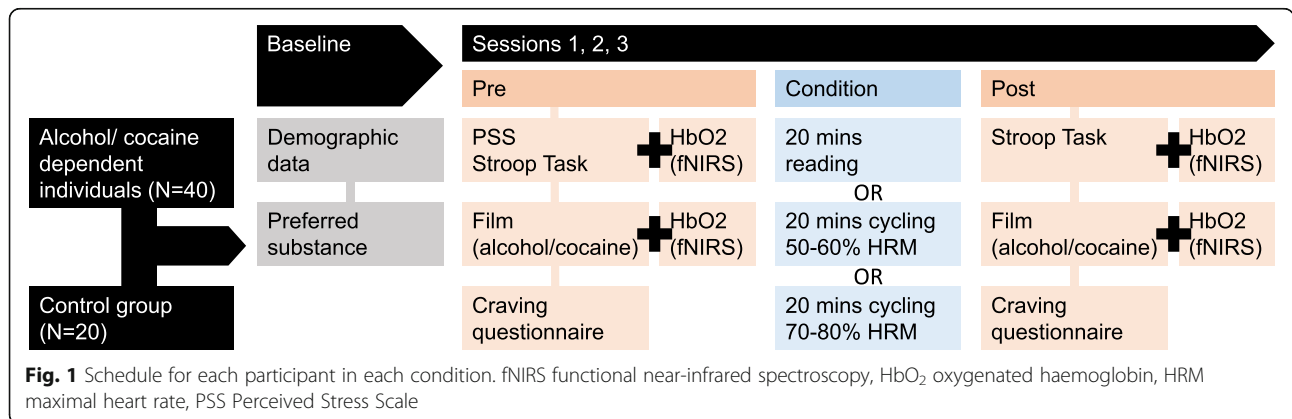 Baseline
Sessions 1, 2, 3
Pre
Condition
Post
Alcohol/ cocaine
dependent
individuals (N=40)
Control group
(N=20)
Demographic
data
Preferred
substance
PSS
Stroop Task
HbO2
(fNIRS)
Film
(alcohol/cocaine)
HbO2
(fNIRS)
Craving
questionnaire
20 mins
reading
OR
20 mins cycling
50-60% HRM
OR
20 mins cycling
70-80% HRM
Stroop Task
HbO2
(fNIRS)
Film
(alcohol/cocaine)
HbO2
(fNIRS)
Craving
questionnaire
Fig. 1 Schedule for each participant in each condition. fNIRS functional near-infrared spectroscopy, HbO₂ oxygenated haemoglobin, HRM
maximal heart rate, PSS Perceived Stress Scale